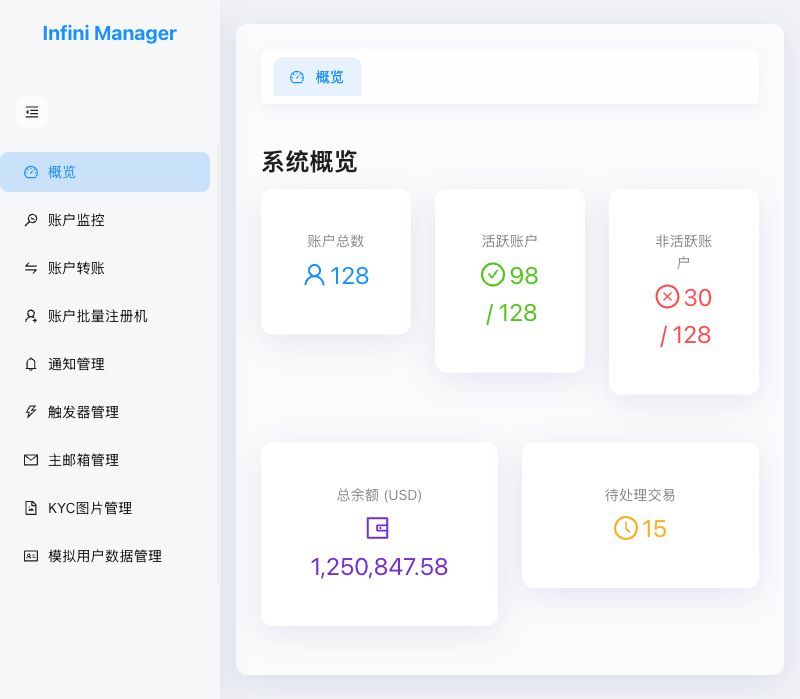 Infini Manager
概览
账户监控
账户转账
账户批量注册机
通知管理
触发器管理
主邮箱管理
KYC图片管理
模拟用户数据管理
概览
系统概览
账户总数
128
活跃账户
98
/ 128
非活跃账
户
30
/ 128
总余额 (USD)
1,250,847.58
待处理交易
15